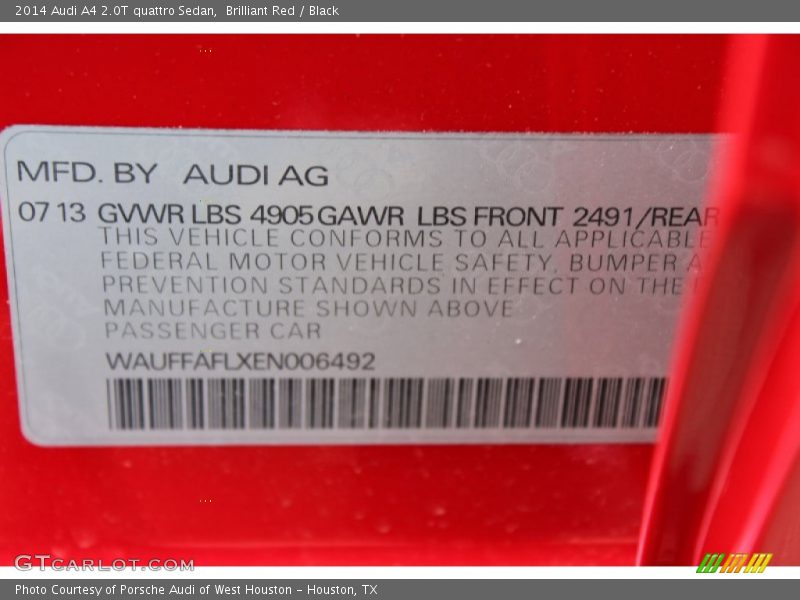 2014 Audi A4 2.0T quattro Sedan,  Brilliant Red / Black
MFD. BY AUDI AG
07 13 GVWR LBS 4905 GAWR LBS FRONT 2491/REAR
THIS VEHICLE CONFORMS TO ALL APPLICABLE
FEDERAL MOTOR VEHICLE SAFETY, BUMPER A
PREVENTION STANDARDS IN EFFECT ON THE
MANUFACTURE SHOWN ABOVE
PASSENGER CAR
WAUFFAFLXEN006492
GTCARLOT.COM
Photo Courtesy of Porsche Audi of West Houston - Houston, TX